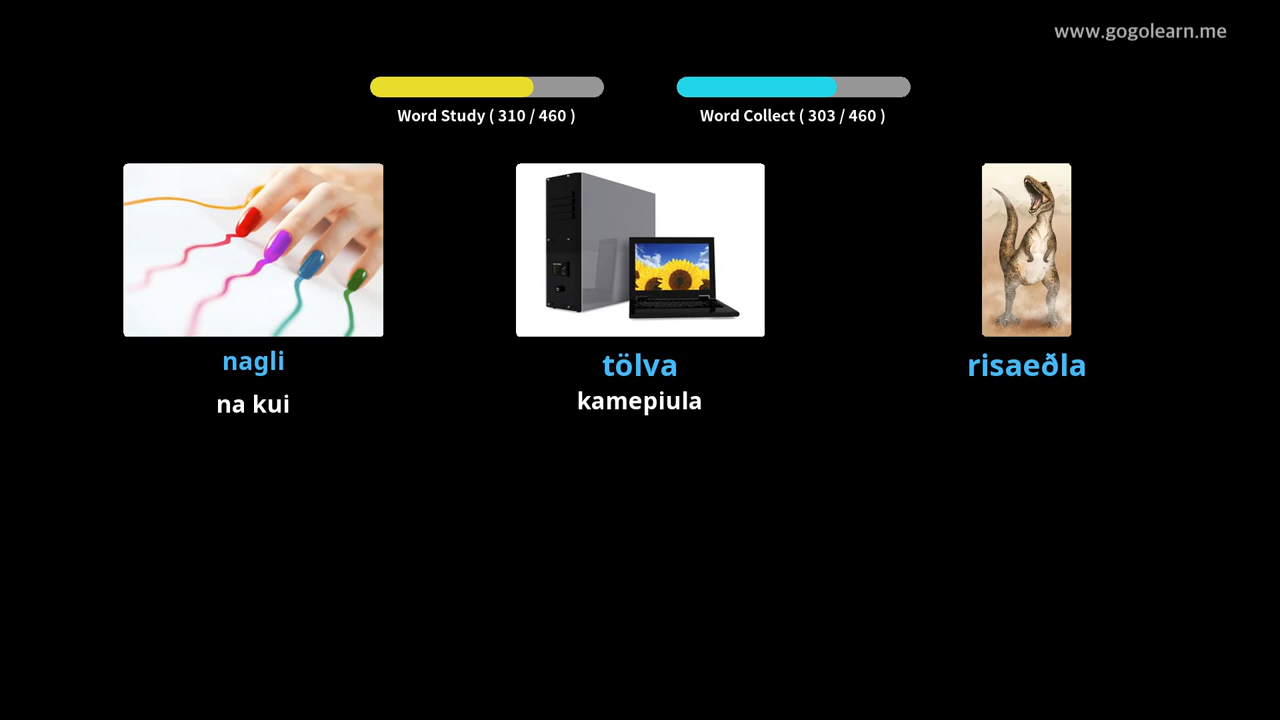 www.gogolearn.me
Word Study ( 310 / 460 )
Word Collect ( 303 / 460 )
nagli
tölva
risaeðla
na kui
kamepiula